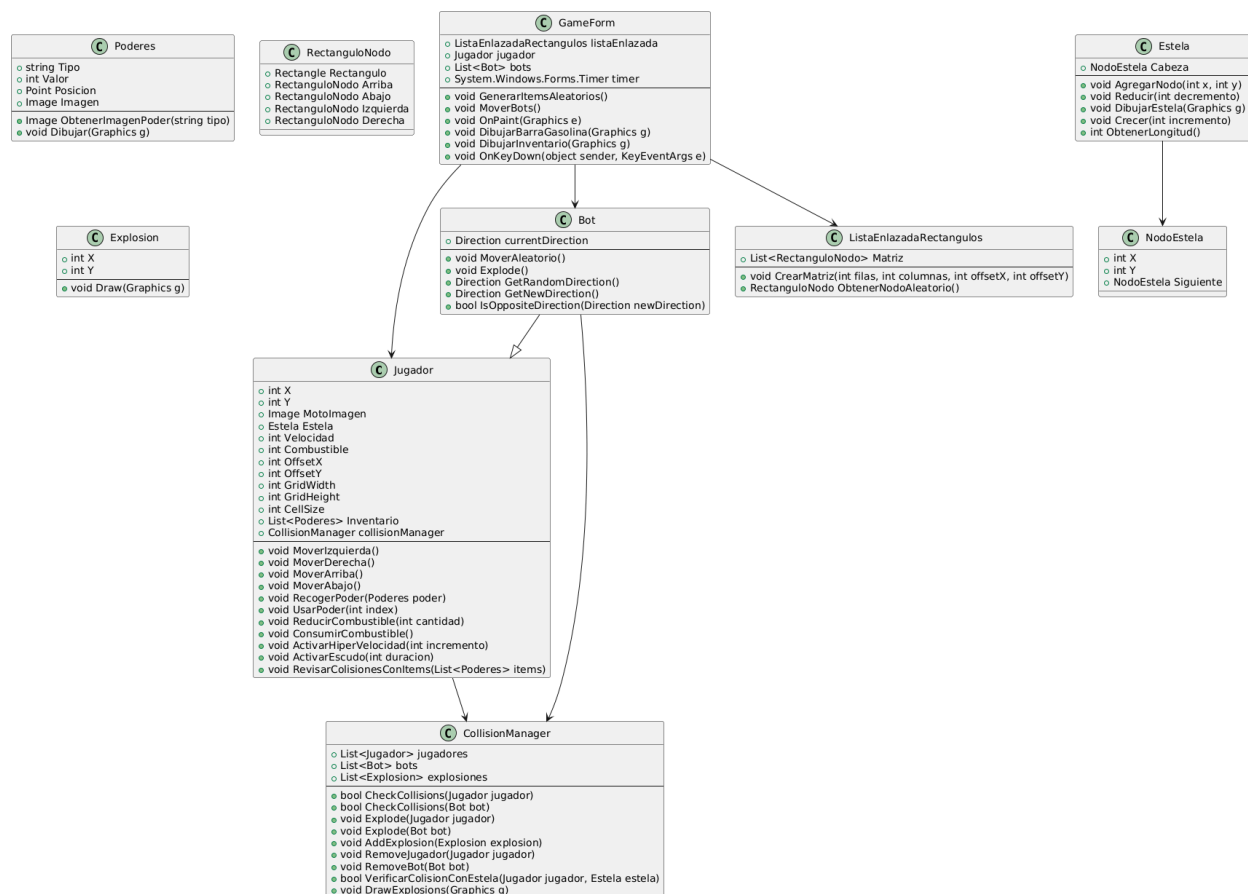 C Poderes
string Tipo
int Valor
Point Posicion
Image Imagen
Image ObtenerImagenPoder(string tipo)
void Dibujar(Graphics g)
C RectanguloNodo
Rectangle Rectangulo
RectanguloNodo Arriba
RectanguloNodo Abajo
RectanguloNodo Izquierda
RectanguloNodo Derecha
C GameForm
ListaEnlazadaRectangulos listaEnlazada
Jugador jugador
List<Bot> bots
System.Windows.Forms.Timer timer
void GenerarItemsAleatorios()
void MoverBots()
void OnPaint(Graphics e)
void DibujarBarraGasolina(Graphics g)
void DibujarInventario(Graphics g)
void OnKeyDown(object sender, KeyEventArgs e)
C Estela
NodoEstela Cabeza
void AgregarNodo(int x, int y)
void Reducir(int decremento)
void DibujarEstela(Graphics g)
void Crecer(int incremento)
int ObtenerLongitud()
C Explosion
int X
int Y
void Draw(Graphics g)
C Bot
Direction currentDirection
void MoverAleatorio()
void Explode()
Direction GetRandomDirection()
Direction GetNewDirection()
bool IsOppositeDirection(Direction newDirection)
C ListaEnlazadaRectangulos
List<RectanguloNodo> Matriz
void CrearMatriz(int filas, int columnas, int offsetX, int offsetY)
RectanguloNodo ObtenerNodoAleatorio()
C NodoEstela
int X
int Y
NodoEstela Siguiente
C Jugador
int X
int Y
Image MotoImagen
Estela Estela
int Velocidad
int Combustible
int OffsetX
int OffsetY
int GridWidth
int GridHeight
int CellSize
List<Poderes> Inventario
CollisionManager collisionManager
void MoverIzquierda()
void MoverDerecha()
void MoverArriba()
void MoverAbajo()
void RecogerPoder(Poderes poder)
void UsarPoder(int index)
void ReducirCombustible(int cantidad)
void ConsumirCombustible()
void ActivarHiperVelocidad(int incremento)
void ActivarEscudo(int duracion)
void RevisarColisionesConItems(List<Poderes> items)
C CollisionManager
List<Jugador> jugadores
List<Bot> bots
List<Explosion> explosiones
bool CheckCollisions(Jugador jugador)
bool CheckCollisions(Bot bot)
void Explode(Jugador jugador)
void Explode(Bot bot)
void AddExplosion(Explosion explosion)
void RemoveJugador(Jugador jugador)
void RemoveBot(Bot bot)
bool VerificarColisionConEstela(Jugador jugador, Estela estela)
void DrawExplosions(Graphics g)